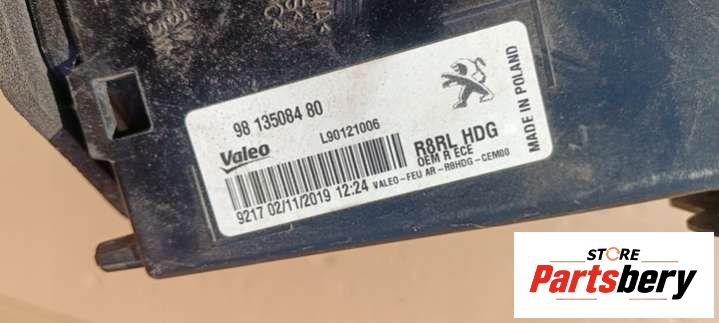 98 135084 80
Valeo
L90121006
R8RL HDG
OEM R ECE
MADE IN POLAND
9217 02/11/2019 12:24 VALEO-FEU AR-R8HDG-CEM00
STORE
Partsbery